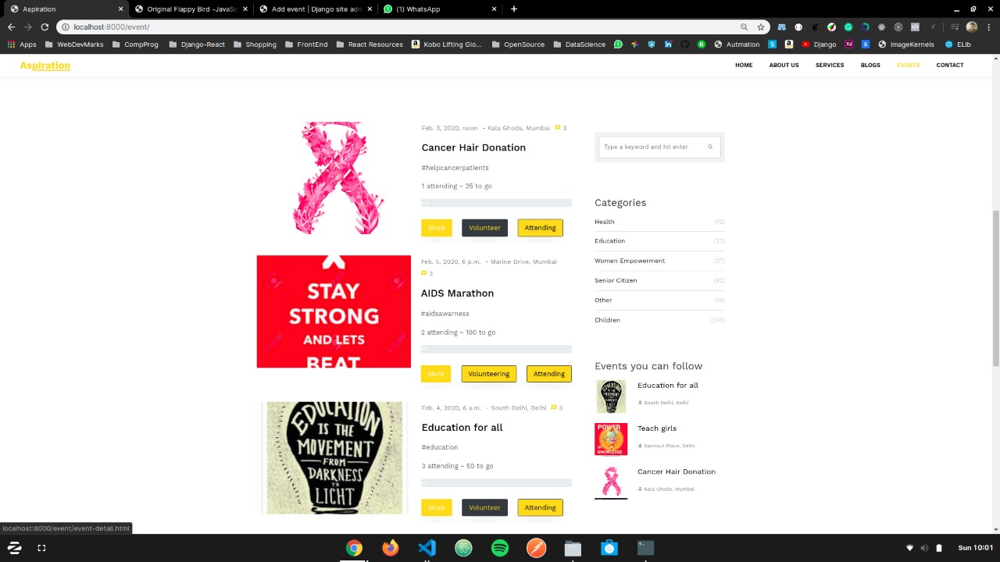 Aspiration
Original Flappy Bird -JavaSc
Add event | Django site adm
(1) WhatsApp
localhost:8000/event/
Apps
WebDevMarks
CompProg
Django-React
Shopping
FrontEnd
React Resources
Kobo Lifting Glo...
OpenSource
DataScience
Autmation
Django
ImageKernels
ELib
Aspiration
HOME
ABOUT US
SERVICES
BLOGS
EVENTS
CONTACT
Feb. 3, 2020, noon - Kala Ghoda, Mumbai 3
Cancer Hair Donation
#helpcancerpatients
1 attending ~ 25 to go
More
Volunteer
Attending
STAY
STRONG
AND LETS
BEAT
Feb. 5, 2020, 6 p.m. - Marine Drive, Mumbai
3
AIDS Marathon
#aidsawarness
2 attending ~ 100 to go
More
Volunteering
Attending
EDUCATION
IS THE
MOVEMENT
FROM
DARKNESS
TO
LIGHT
Feb. 4, 2020, 6 a.m. - South Delhi, Delhi 3
Education for all
#education
3 attending ~ 50 to go
More
Volunteer
Attending
Type a keyword and hit enter
Categories
Health (12)
Education (22)
Women Empowerment (37)
Senior Citizen (42)
Other (14)
Children (140)
Events you can follow
Education for all
South Delhi, Delhi
Teach girls
Kannaut Place, Delhi
POWER
OF
KNOWLEDGE
Cancer Hair Donation
Kala Ghoda, Mumbai
localhost:8000/event/event-detail.html
Sun 10:01